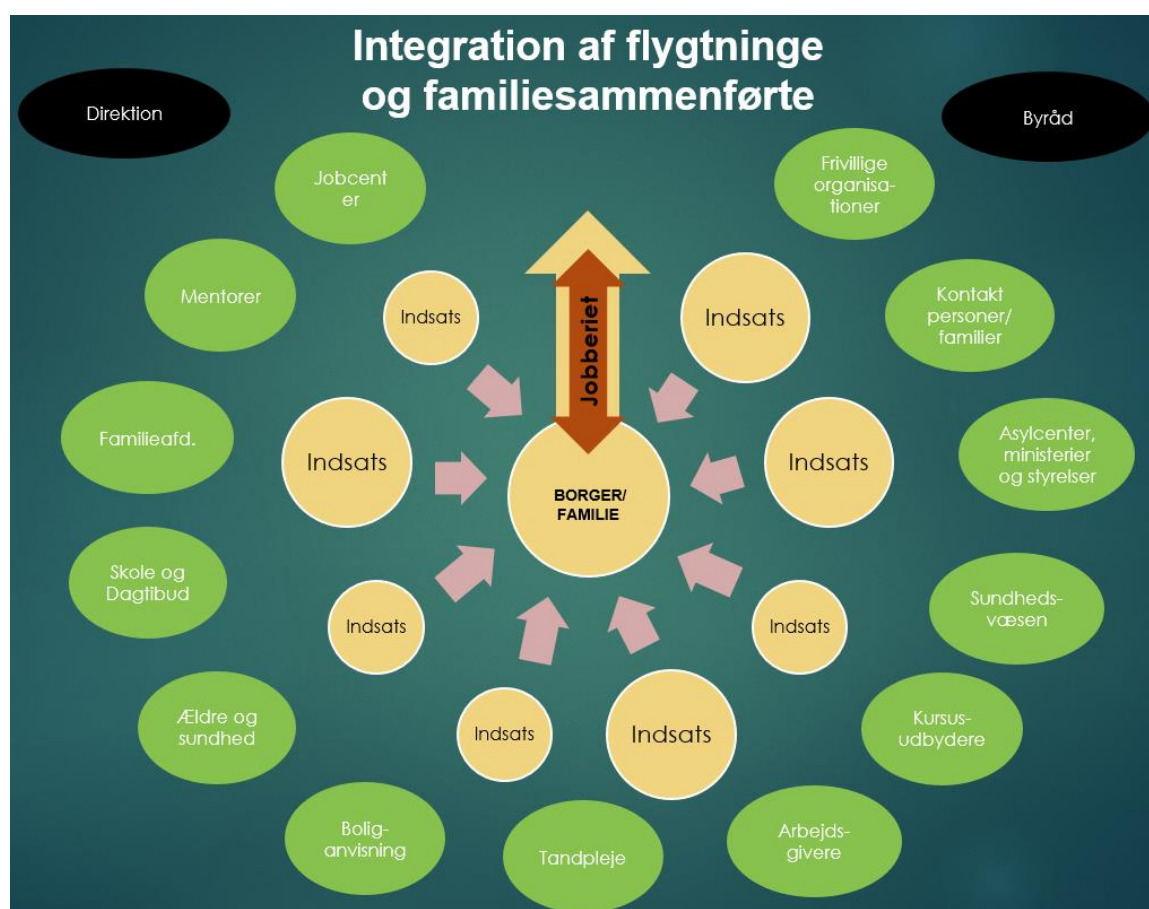 Integration af flygtninge
og familiesammenførte
Direktion
Byråd
Jobcent
er
Frivillige
organisa-
tioner
Mentorer
Indsats
Jobberiet
Indsats
Kontakt
personer/
familier
Familieafd.
Indsats
BORGER/
FAMILIE
Indsats
Asylcenter,
ministerier
og styrelser
Skole og
Dagtibud
Indsats
Indsats
Sundheds-
væsen
Ældre og
sundhed
Indsats
Indsats
Kursus-
udbydere
Bolig-
anvisning
Tandpleje
Arbejds-
givere